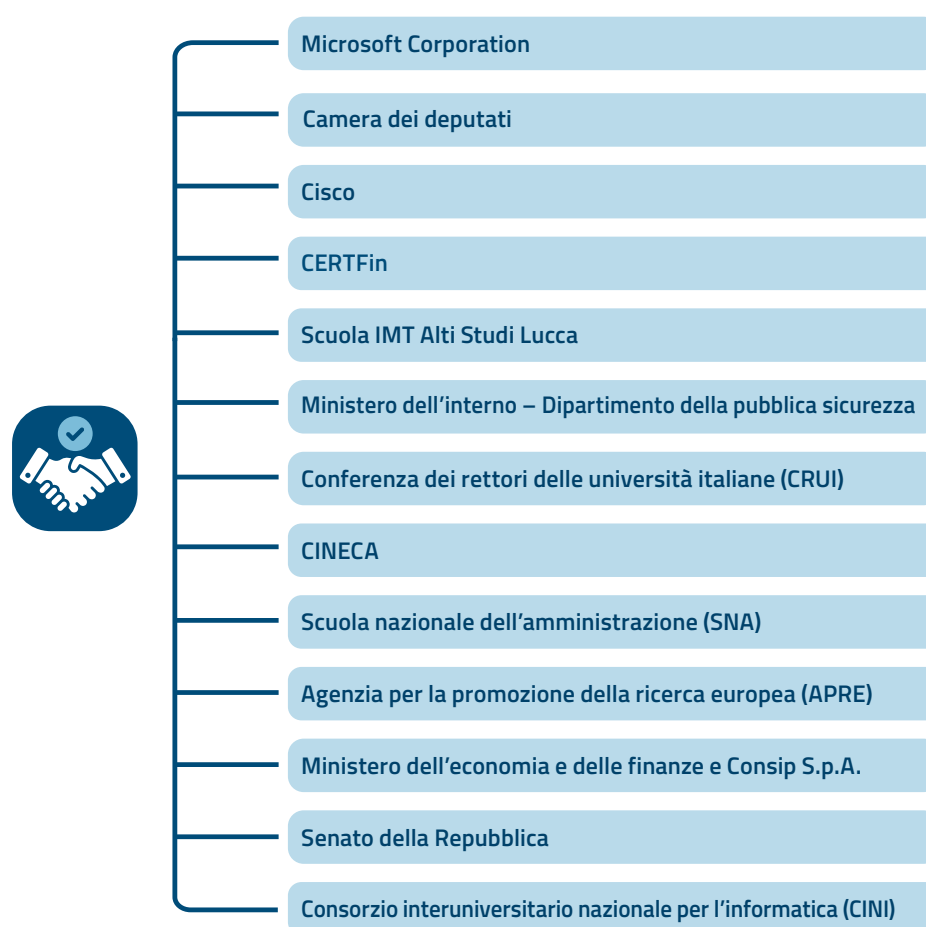 Microsoft Corporation
Camera dei deputati
Cisco
CERTFin
Scuola IMT Alti Studi Lucca
Ministero dell’interno – Dipartimento della pubblica sicurezza
Conferenza dei rettori delle università italiane (CRUI)
CINECA
Scuola nazionale dell’amministrazione (SNA)
Agenzia per la promozione della ricerca europea (APRE)
Ministero dell’economia e delle finanze e Consip S.p.A.
Senato della Repubblica
Consorzio interuniversitario nazionale per l’informatica (CINI)